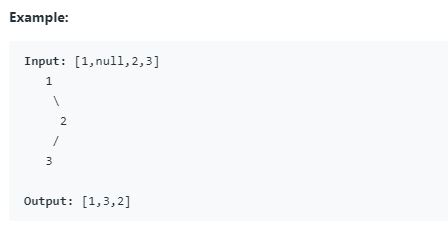 Example:
Input: [1,null,2,3]
   1
    \
     2
    /
   3
Output: [1,3,2]